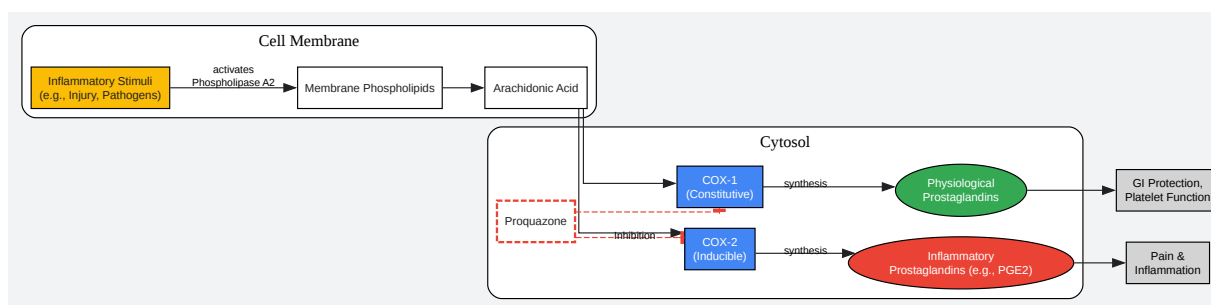 Cell Membrane
Inflammatory Stimuli
(e.g., Injury, Pathogens)
activates
Phospholipase A2
Membrane Phospholipids
Arachidonic Acid
Cytosol
Proquazone
Inhibition
COX-1
(Constitutive)
synthesis
Physiological
Prostaglandins
GI Protection,
Platelet Function
COX-2
(Inducible)
synthesis
Inflammatory
Prostaglandins (e.g., PGE2)
Pain &
Inflammation